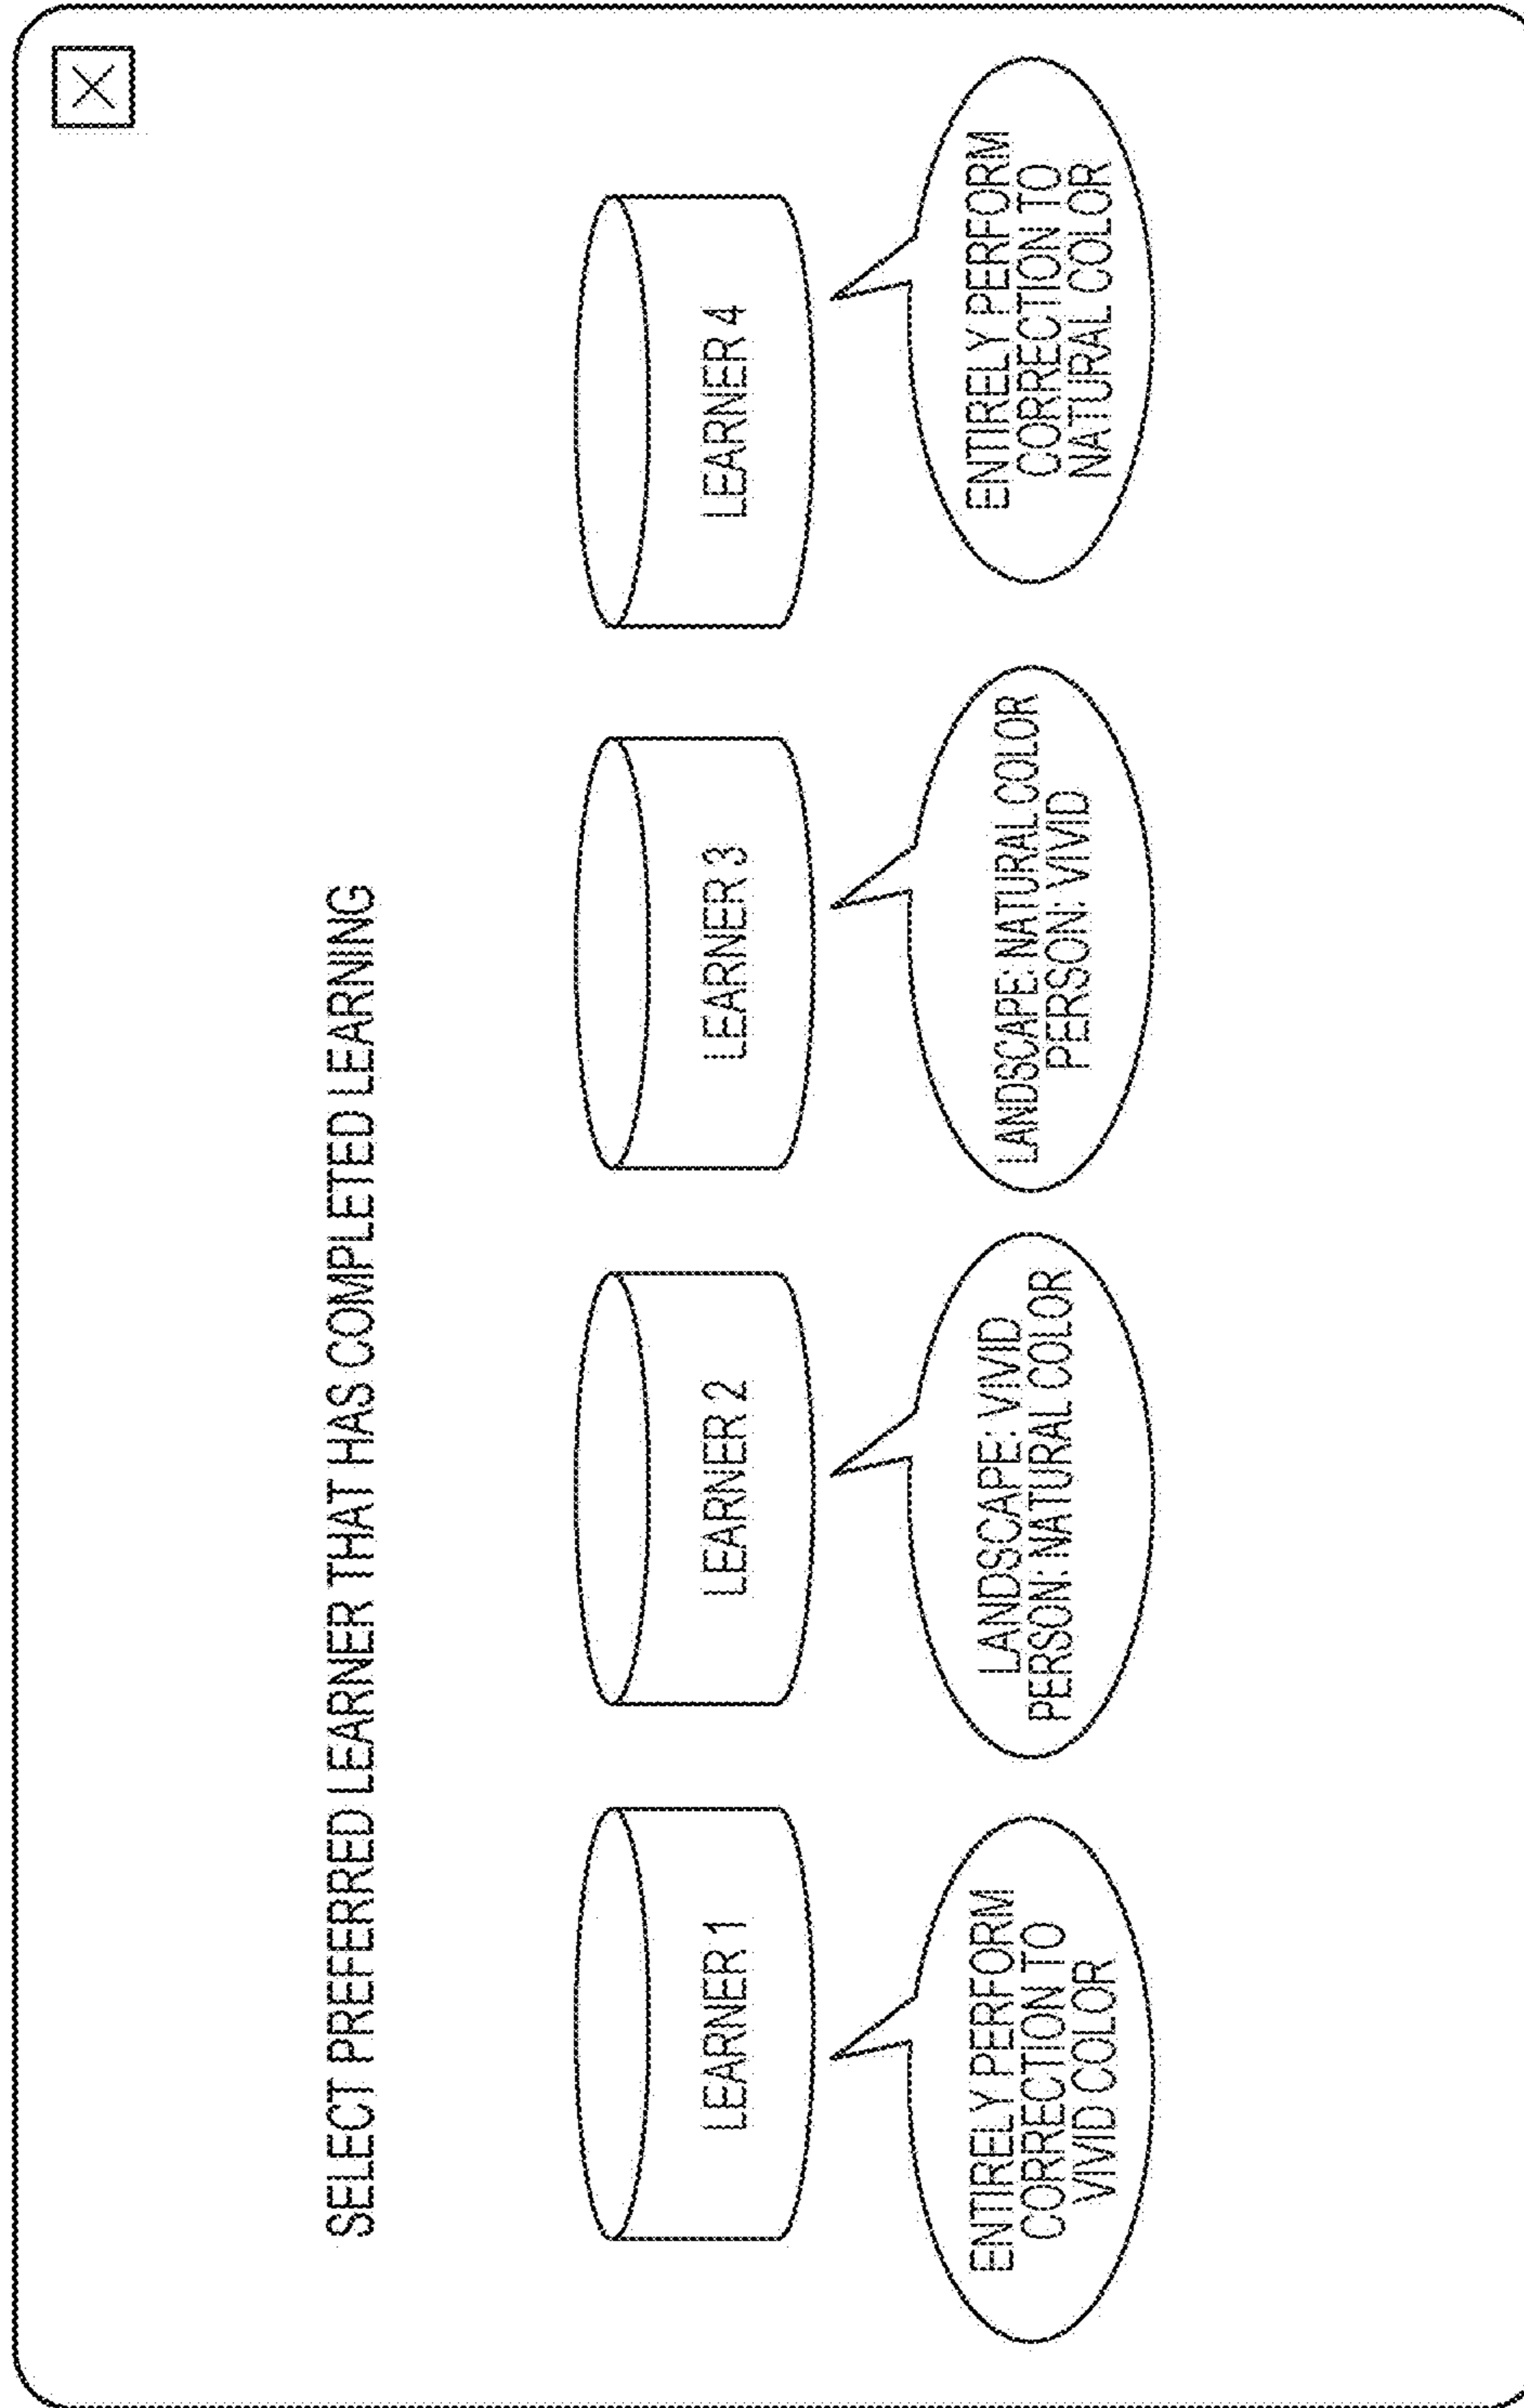 SELECT PREFERRED LEARNER THAT HAS COMPLETED LEARNING
LEARNER 1
LEARNER 2
LEARNER 3
LEARNER 4
ENTIRELY PERFORM
CORRECTION TO
VIVID COLOR
LANDSCAPE: VIVID
PERSON: NATURAL COLOR
LANDSCAPE: NATURAL COLOR
PERSON: VIVID
ENTIRELY PERFORM
CORRECTION TO
NATURAL COLOR